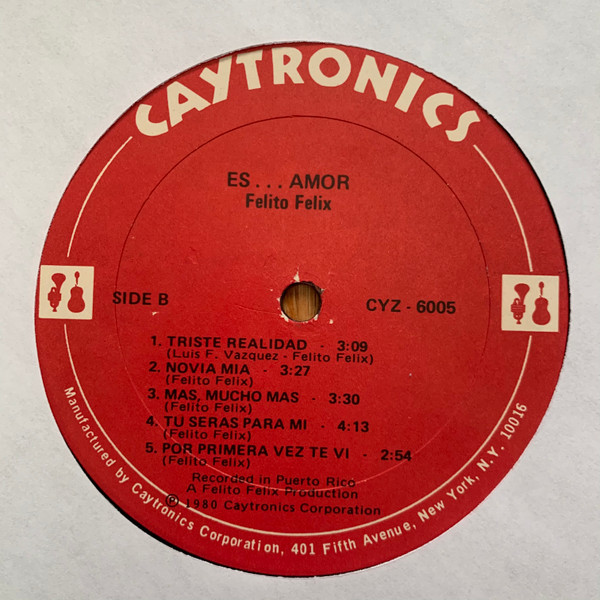 CAYTRONICS
ES... AMOR
Felito Felix
SIDE B
CYZ - 6005
1. TRISTE REALIDAD - 3:09
(Luis F. Vazquez - Felito Felix)
2. NOVIA MIA - 3:27
(Felito Felix)
3. MAS, MUCHO MAS - 3:30
(Felito Felix)
4. TU SERAS PARA MI - 4:13
(Felito Felix)
5. POR PRIMERA VEZ TE VI - 2:54
(Felito Felix)
Recorded in Puerto Rico
A Felito Felix Production
℗ 1980 Caytronics Corporation
Manufactured by Caytronics Corporation, 401 Fifth Avenue, New York, N.Y. 10016